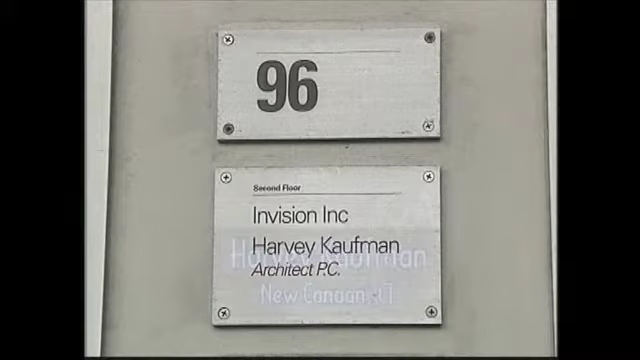 96
Second Floor
Invision Inc
Harvey Kaufman
Architect P.C.
Harvey Kaufman
New Canaan, CT